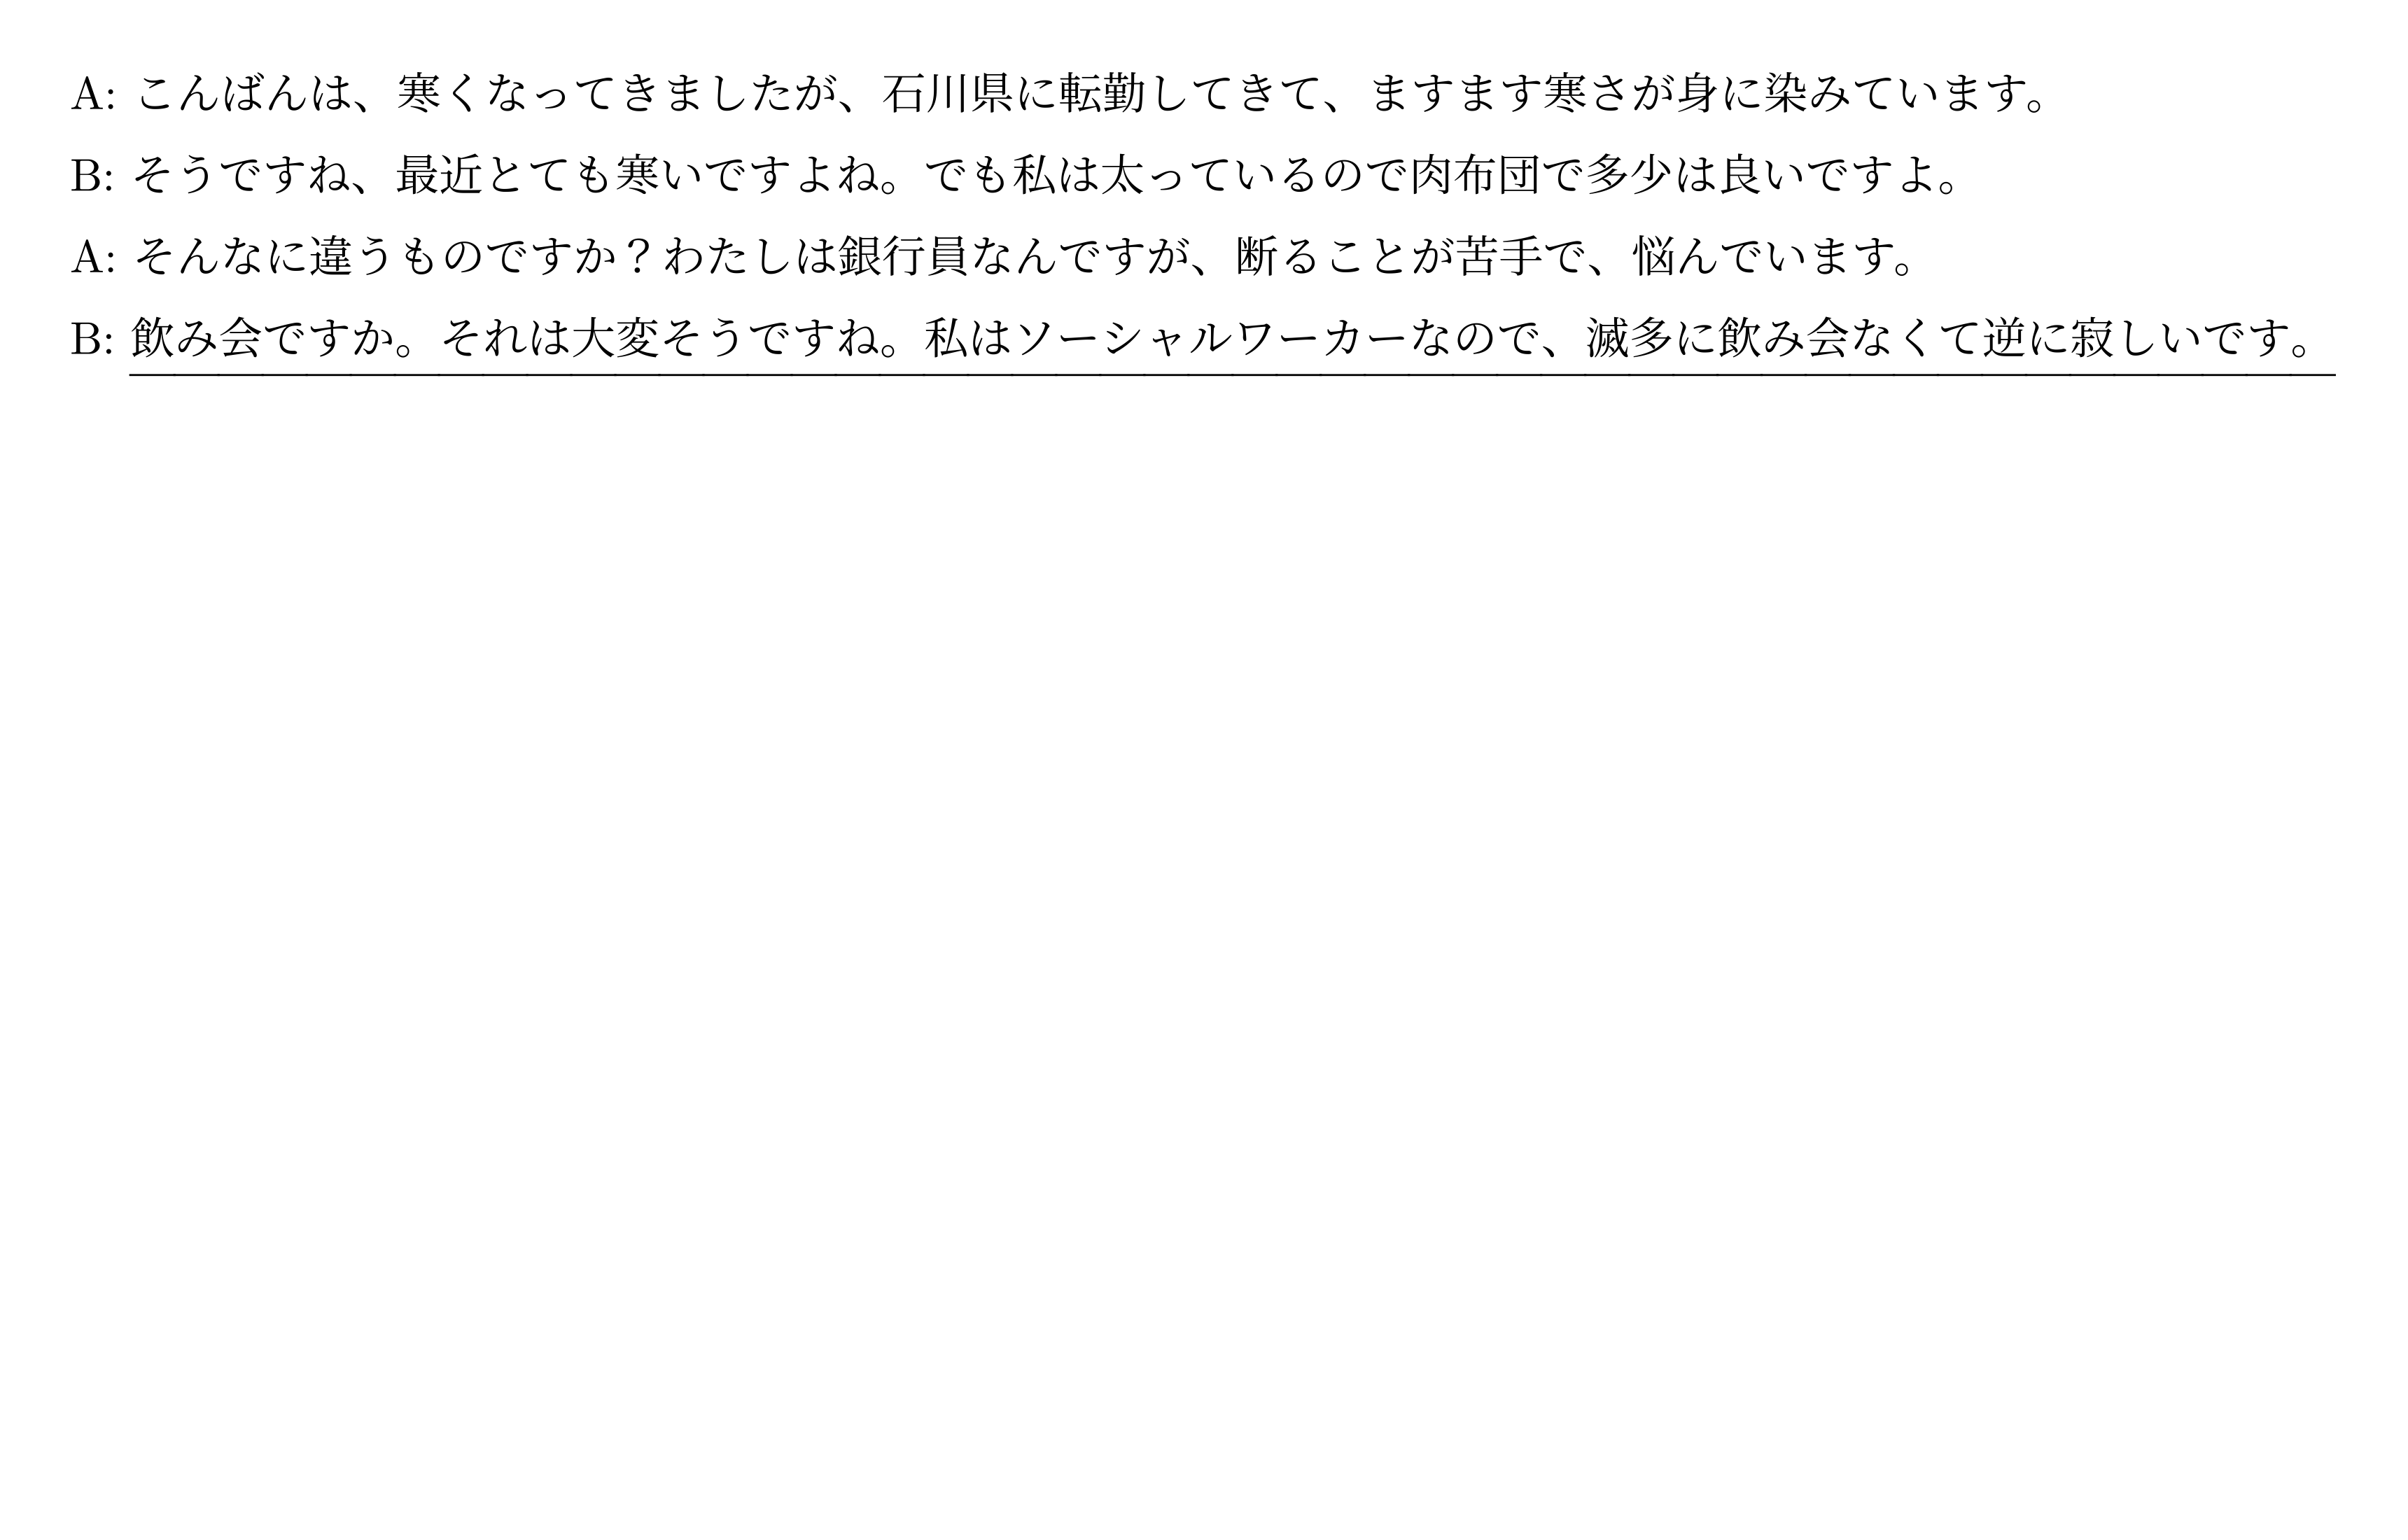 A: こんばんは、寒くなってきましたが、石川県に転勤してきて、ますます寒さが身に染みています。
B: そうですね、最近とても寒いですよね。でも私は太っているので肉布団で多少は良いですよ。
A: そんなに違うものですか？わたしは銀行員なんですが、断ることが苦手で、悩んでいます。
B: 飲み会ですか。それは大変そうですね。私はソーシャルワーカーなので、滅多に飲み会なくて逆に寂しいです。